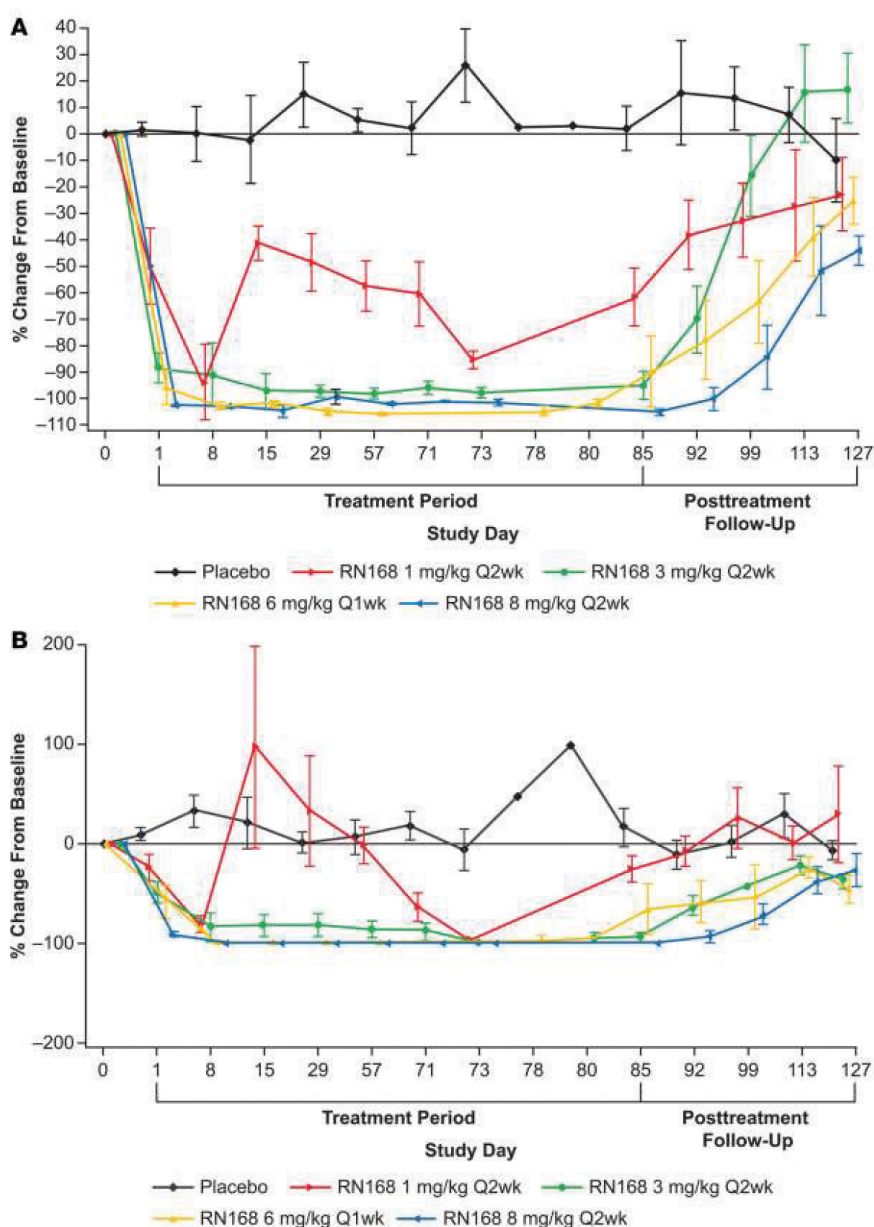 A
40
30
20
10
0
–10
–20
–30
–40
–50
–60
–70
–80
–90
–100
–110
% Change From Baseline
0 1 8 15 29 57 71 73 78 80 85 92 99 113 127
Treatment Period
Posttreatment
Follow-Up
Study Day
Placebo RN168 1 mg/kg Q2wk RN168 3 mg/kg Q2wk
RN168 6 mg/kg Q1wk RN168 8 mg/kg Q2wk
B
200
100
0
–100
–200
% Change From Baseline
0 1 8 15 29 57 71 73 78 80 85 92 99 113 127
Treatment Period
Posttreatment
Follow-Up
Study Day
Placebo RN168 1 mg/kg Q2wk RN168 3 mg/kg Q2wk
RN168 6 mg/kg Q1wk RN168 8 mg/kg Q2wk